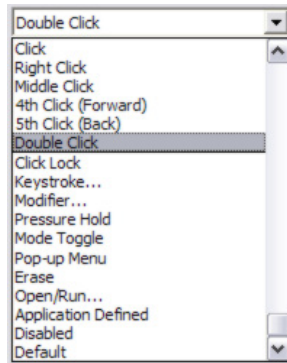 Double Click
Click
Right Click
Middle Click
4th Click (Forward)
5th Click (Back)
Double Click
Click Lock
Keystroke...
Modifier...
Pressure Hold
Mode Toggle
Pop-up Menu
Erase
Open/Run...
Application Defined
Disabled
Default